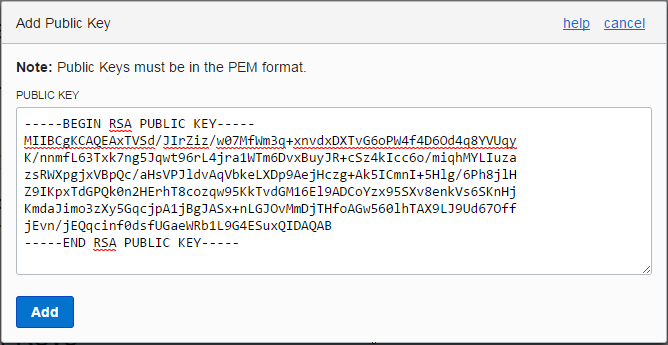 Add Public Key
help cancel
Note: Public Keys must be in the PEM format.
PUBLIC KEY
-----BEGIN RSA PUBLIC KEY-----
MIIBCgKCAQEAxTVSd/JIrZiz/w07MfWm3q+xnvdxDXTvG6oPW4f4D6Od4q8YVUqy
K/nnmfL63Txk7ng5Jqwt96rL4jra1WTm6DvxBuyJR+cSz4kIcc6o/miqhMYLIuza
zsRWXpgjxVBpQc/aHsVPJldvAqVbkeLXDp9AejHczg+Ak5ICmnI+5Hlg/6Ph8jlH
Z9IKpxTdGPQk0n2HErhT8cozqw95KkTvdGM16El9ADCoYzx95SXv8enkVs6SKnHj
KmdaJimo3zXy5GqcjpA1jBgJASx+nLGJOvMmDjTHfoAGw560lhTAX9LJ9Ud67Off
jEvn/jEQqcinf0dsfUGaeWRb1L9G4ESuxQIDAQAB
-----END RSA PUBLIC KEY-----
Add